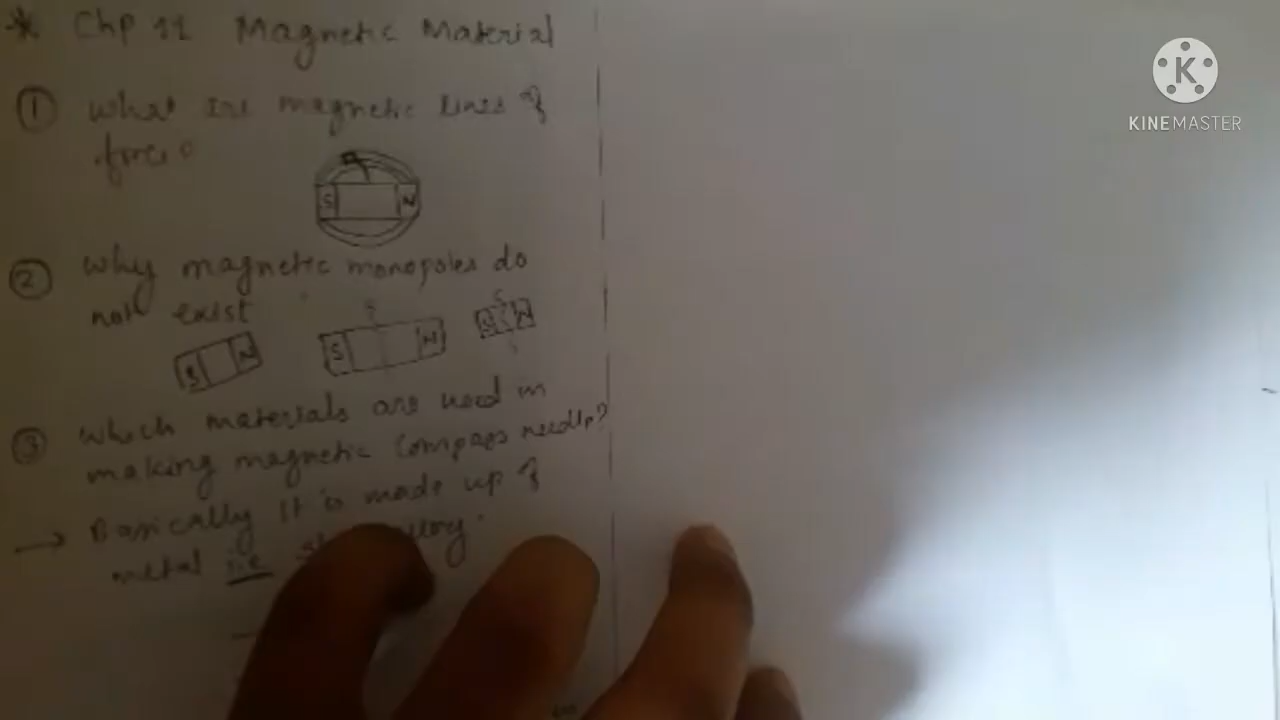 * Chp 11 Magnetic Material
① What are magnetic lines of
force
S N
② Why magnetic monopoles do
not exist
S N S N S N
③ Which materials are used in
making magnetic compass needle?
→ Basically it is made up of
metal i.e.
K
KINEMASTER